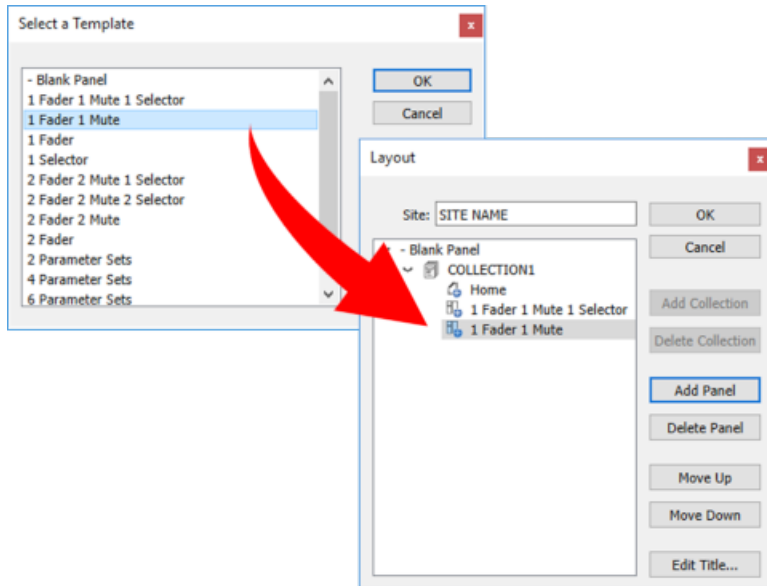 Select a Template
x
- Blank Panel
1 Fader 1 Mute 1 Selector
1 Fader 1 Mute
1 Fader
1 Selector
2 Fader 2 Mute 1 Selector
2 Fader 2 Mute 2 Selector
2 Fader 2 Mute
2 Fader
2 Parameter Sets
4 Parameter Sets
6 Parameter Sets
OK
Cancel
Layout
x
Site: SITE NAME
- Blank Panel
COLLECTION1
Home
1 Fader 1 Mute 1 Selector
1 Fader 1 Mute
OK
Cancel
Add Collection
Delete Collection
Add Panel
Delete Panel
Move Up
Move Down
Edit Title...